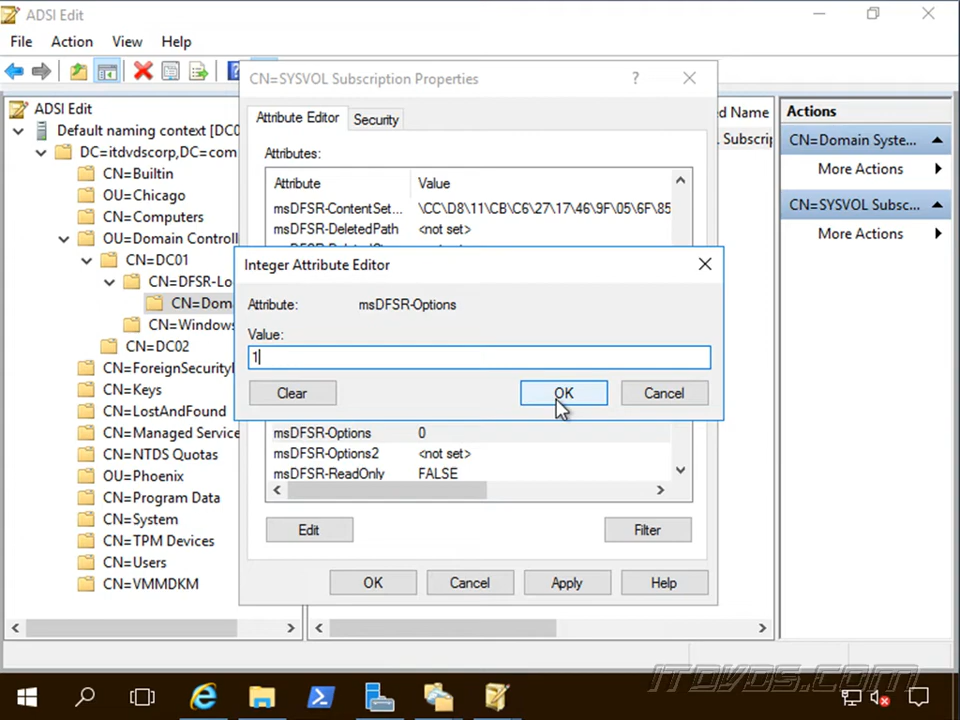 ADSI Edit
File Action View Help
ADSI Edit
Default naming context [DC0
DC=itdvdscorp,DC=com
CN=Builtin
OU=Chicago
CN=Computers
OU=Domain Controll
CN=DC01
CN=DFSR-Lo
CN=Dom
CN=Windows
CN=DC02
CN=ForeignSecurityP
CN=Keys
CN=LostAndFound
CN=Managed Service
CN=NTDS Quotas
OU=Phoenix
CN=Program Data
CN=System
CN=TPM Devices
CN=Users
CN=VMMDKM
CN=SYSVOL Subscription Properties ?
Attribute Editor Security
Attributes:
Attribute Value
msDFSR-ContentSet... \CC\D8\11\CB\C6\27\17\46\9F\05\6F\85
msDFSR-DeletedPath <not set>
Integer Attribute Editor
Attribute: msDFSR-Options
Value:
1
Clear OK Cancel
msDFSR-Options 0
msDFSR-Options2 <not set>
msDFSR-ReadOnly FALSE
Edit Filter
OK Cancel Apply Help
ed Name
Subscrip
Actions
CN=Domain Syste...
More Actions
CN=SYSVOL Subsc...
More Actions
ITDVDS.com